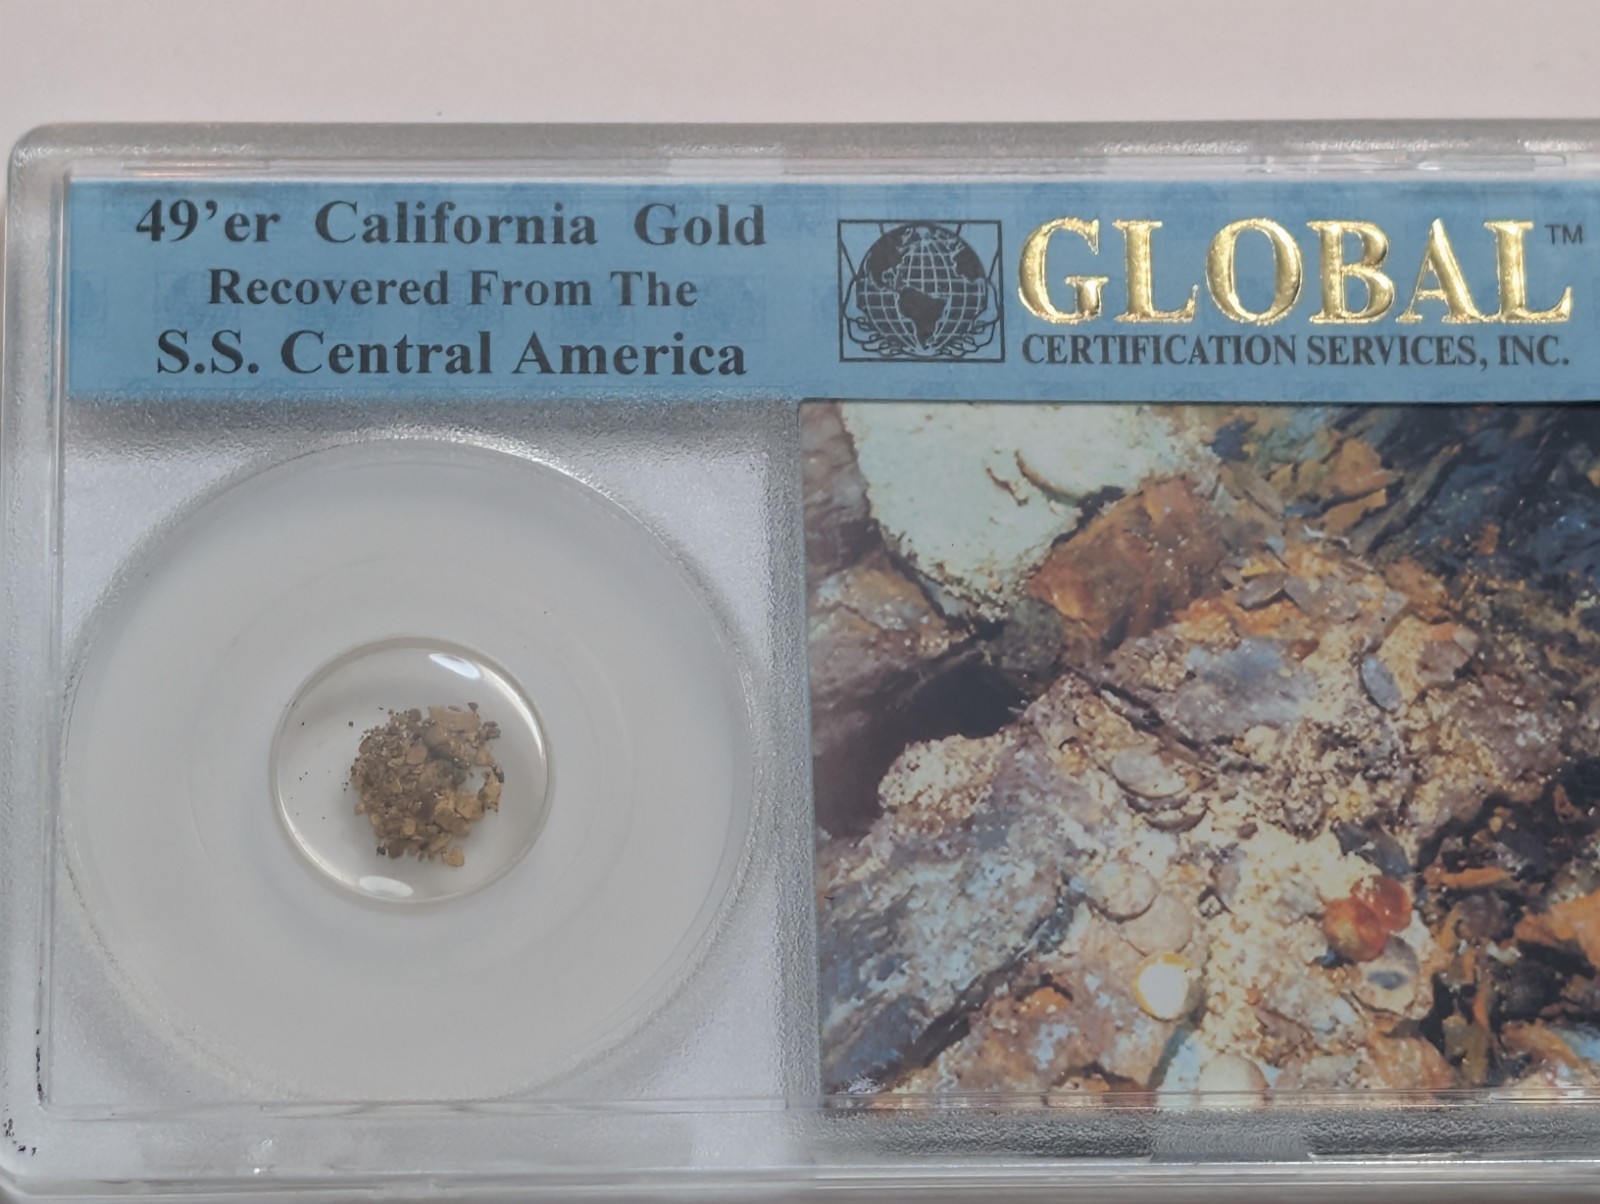 49'er California Gold
Recovered From The
S.S. Central America
GLOBAL™
CERTIFICATION SERVICES, INC.